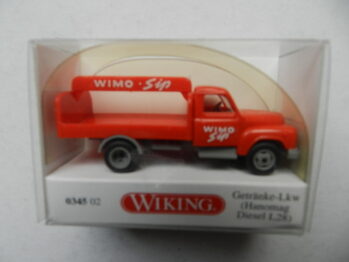 WIMO · Sip
WIMO
Sip
0345 02
WIKING
Getränke-Lkw
(Hanomag
Diesel L28)